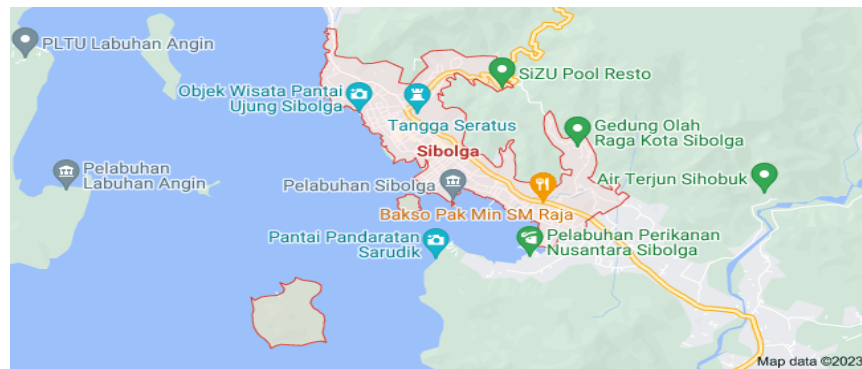 PLTU Labuhan Angin
SiZU Pool Resto
Objek Wisata Pantai
Ujung Sibolga
Tangga Seratus
Gedung Olah
Raga Kota Sibolga
Sibolga
Pelabuhan
Labuhan Angin
Pelabuhan Sibolga
Air Terjun Sihobuk
Bakso Pak Min SM Raja
Pantai Pandaratan
Sarudik
Pelabuhan Perikanan
Nusantara Sibolga
Map data ©2023